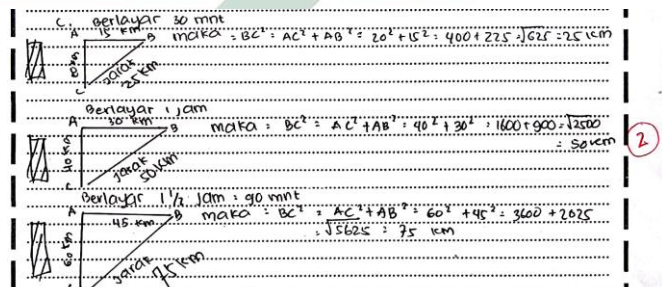 C. Berlayar 30 mnt
A 15 km B maka : BC² = AC² + AB² = 20² + 15² = 400 + 225 = √625 = 25 km
20 km
jarak 25 km
C
Berlayar 1 jam
A 30 km B maka : BC² = AC² + AB² = 40² + 30² = 1600 + 900 = √2500
= 50 km
40 km
jarak 50 km
C
2
Berlayar 1 1/2 jam = 90 mnt
A 45 km B maka : BC² = AC² + AB² = 60² + 45² = 3600 + 2025
= √5625 = 75 km
60 km
jarak 75 km